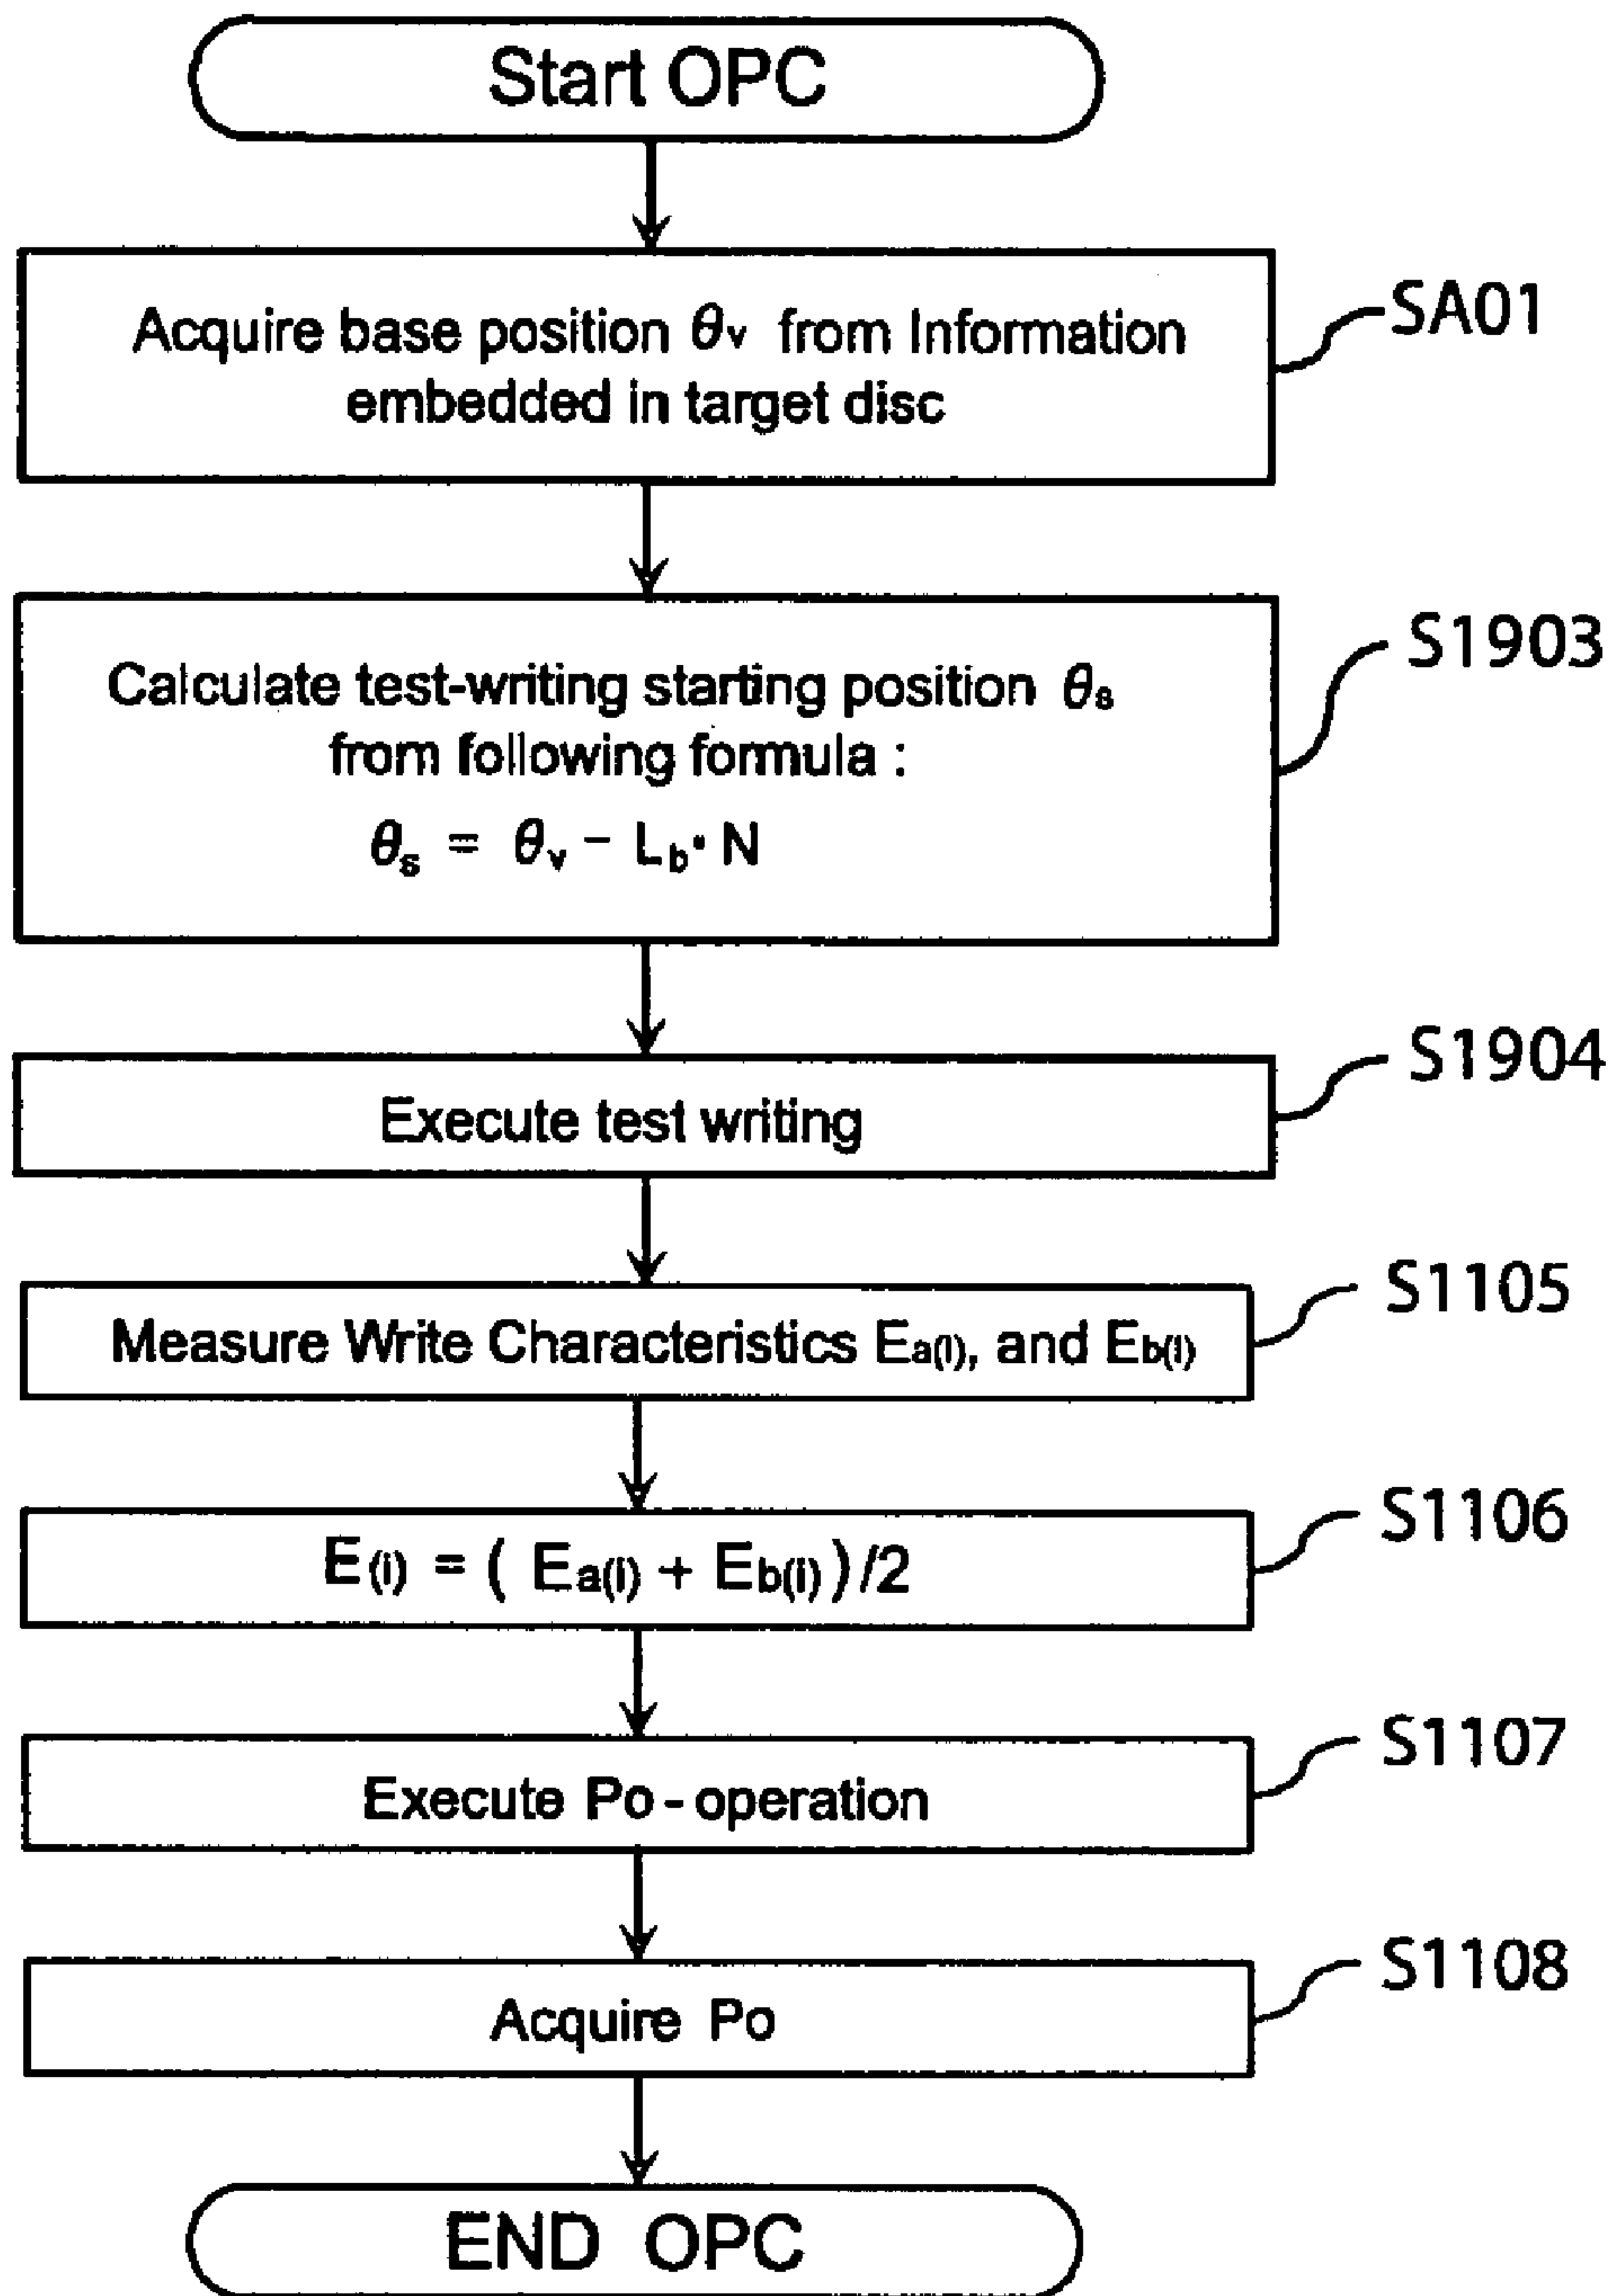 Start OPC
Acquire base position θv from Information
embedded in target disc
SA01
Calculate test-writing starting position θs
from following formula :
θs = θv - Lb· N
S1903
Execute test writing
S1904
Measure Write Characteristics Ea(i), and Eb(i)
S1105
E(i) = ( Ea(i) + Eb(i) ) /2
S1106
Execute Po - operation
S1107
Acquire Po
S1108
END OPC